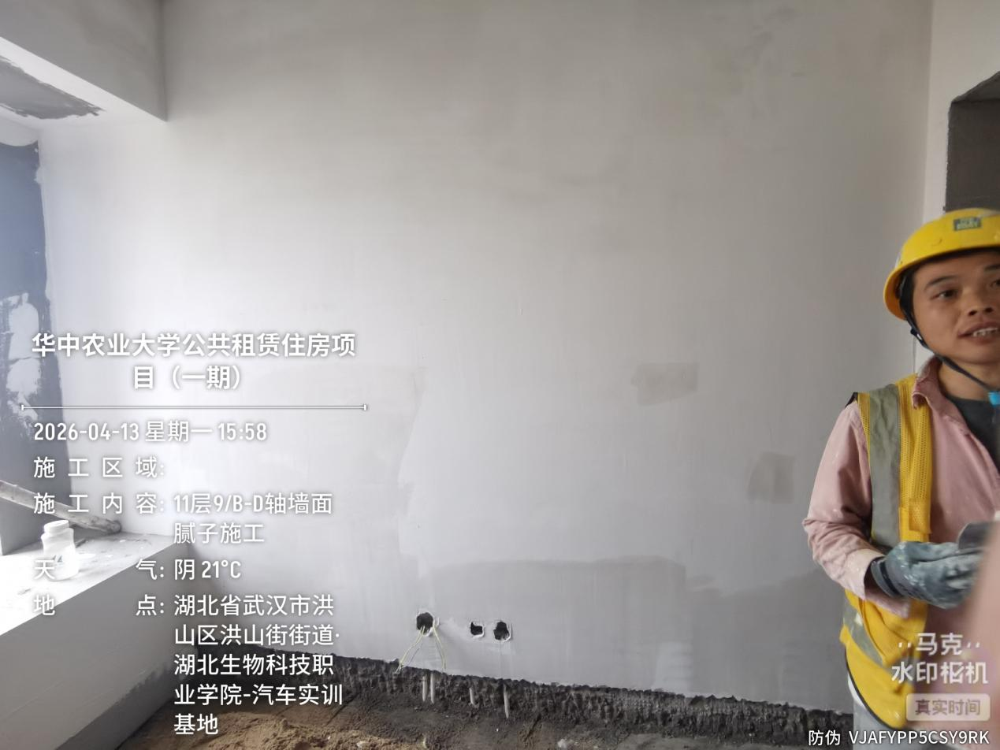 华中农业大学公共租赁住房项
目（一期）
2026-04-13 星期一 15:58
施工区域:
施工内容: 11层9/B-D轴墙面
腻子施工
天气: 阴 21°C
地点: 湖北省武汉市洪
山区洪山街街道·
湖北生物科技职
业学院-汽车实训
基地
马克
水印相机
真实时间
防伪 VJAFYPP5CSY9RK